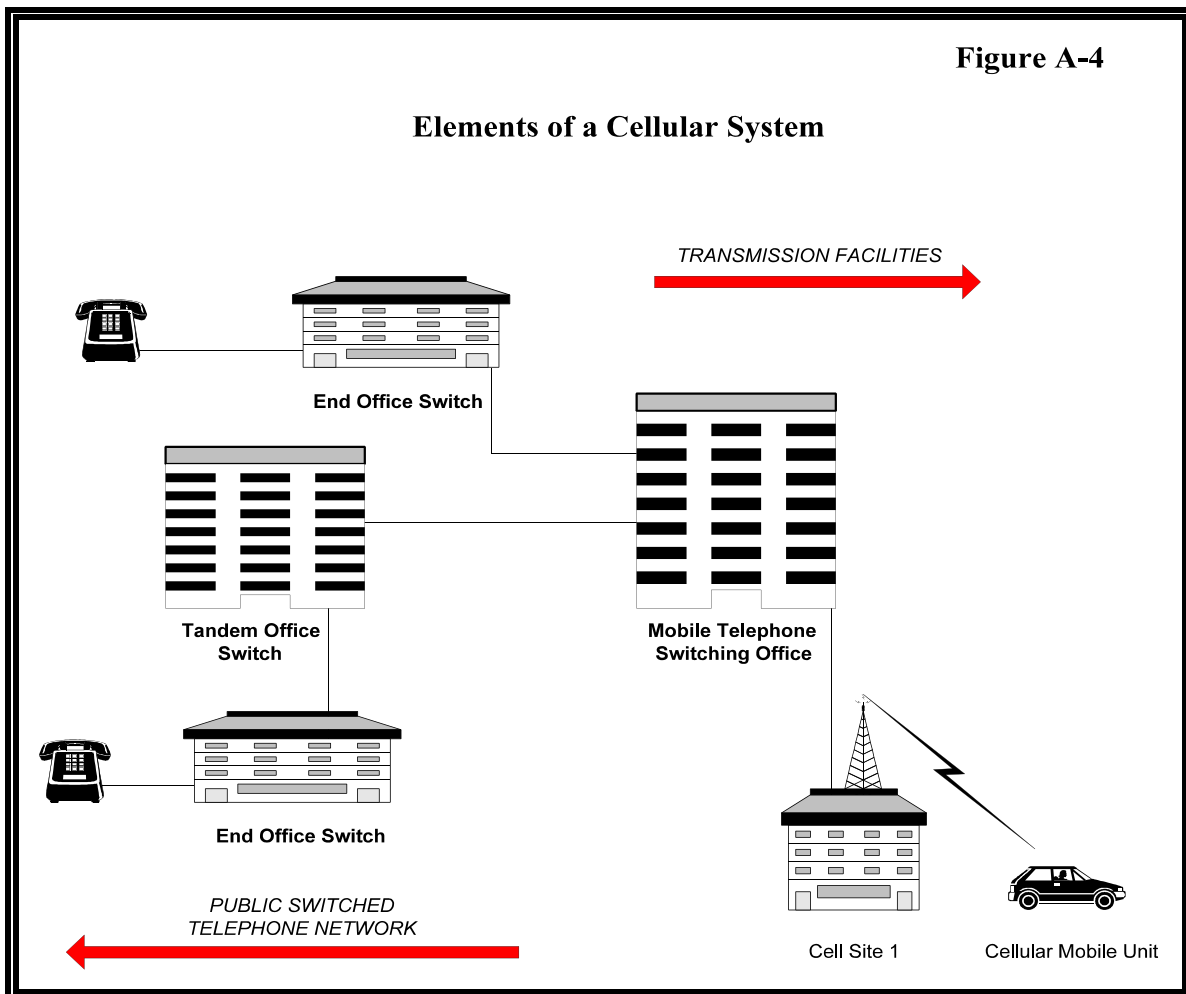 Figure A-4
Elements of a Cellular System
TRANSMISSION FACILITIES
End Office Switch
Tandem Office
Switch
Mobile Telephone
Switching Office
End Office Switch
PUBLIC SWITCHED
TELEPHONE NETWORK
Cell Site 1
Cellular Mobile Unit